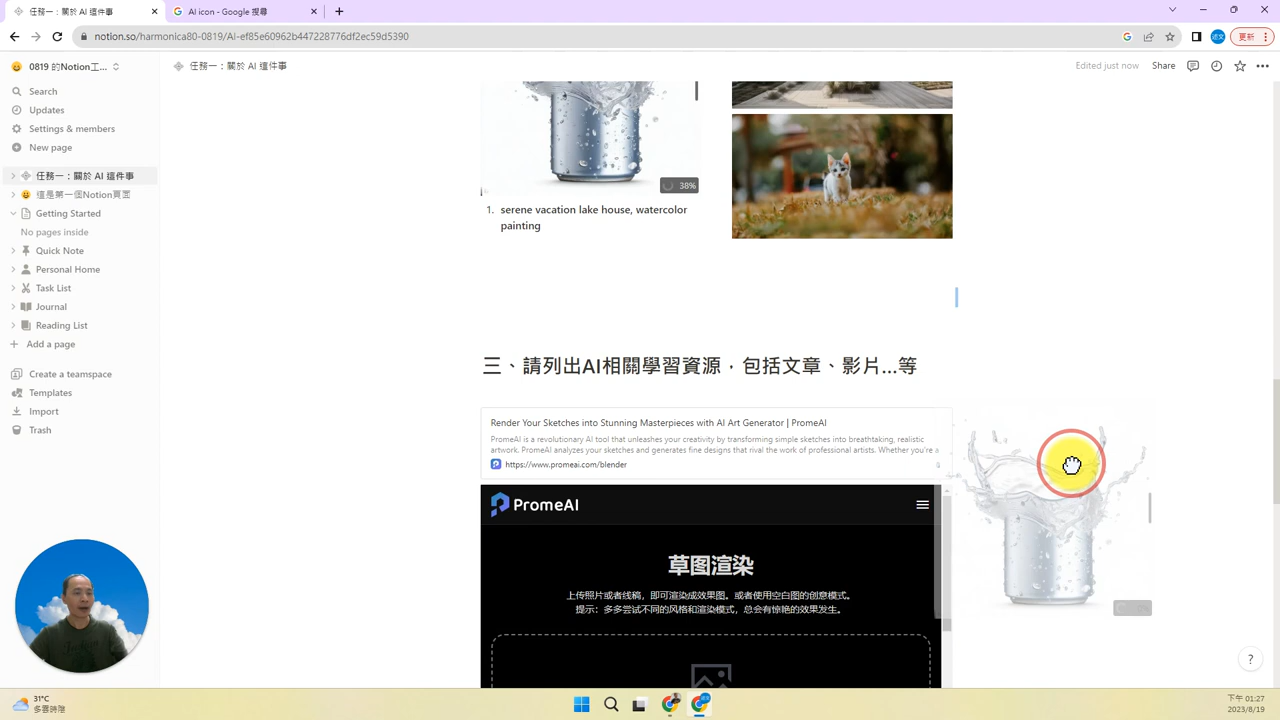 任務一：關於 AI 這件事
AI icon - Google 搜尋
notion.so/harmonica80-0819/AI-ef85e60962b447228776df2ec59d5390
更新
0819 的Notion工...
任務一：關於 AI 這件事
Edited just now
Share
Search
Updates
Settings & members
New page
任務一：關於 AI 這件事
這是第一個Notion頁面
Getting Started
No pages inside
Quick Note
Personal Home
Task List
Journal
Reading List
Add a page
Create a teamspace
Templates
Import
Trash
38%
1. serene vacation lake house, watercolor
painting
三、請列出AI相關學習資源，包括文章、影片...等
Render Your Sketches into Stunning Masterpieces with AI Art Generator | PromeAI
PromeAI is a revolutionary AI tool that unleashes your creativity by transforming simple sketches into breathtaking, realistic
artwork. PromeAI analyzes your sketches and generates fine designs that rival the work of professional artists. Whether you're a
https://www.promeai.com/blender
PromeAI
草图渲染
上传照片或者线稿，即可渲染成效果图。或者使用空白图的创意模式。
提示：多多尝试不同的风格和渲染模式，总会有惊艳的效果发生。
?
31°C
多雲時陰
下午 01:27
2023/8/19